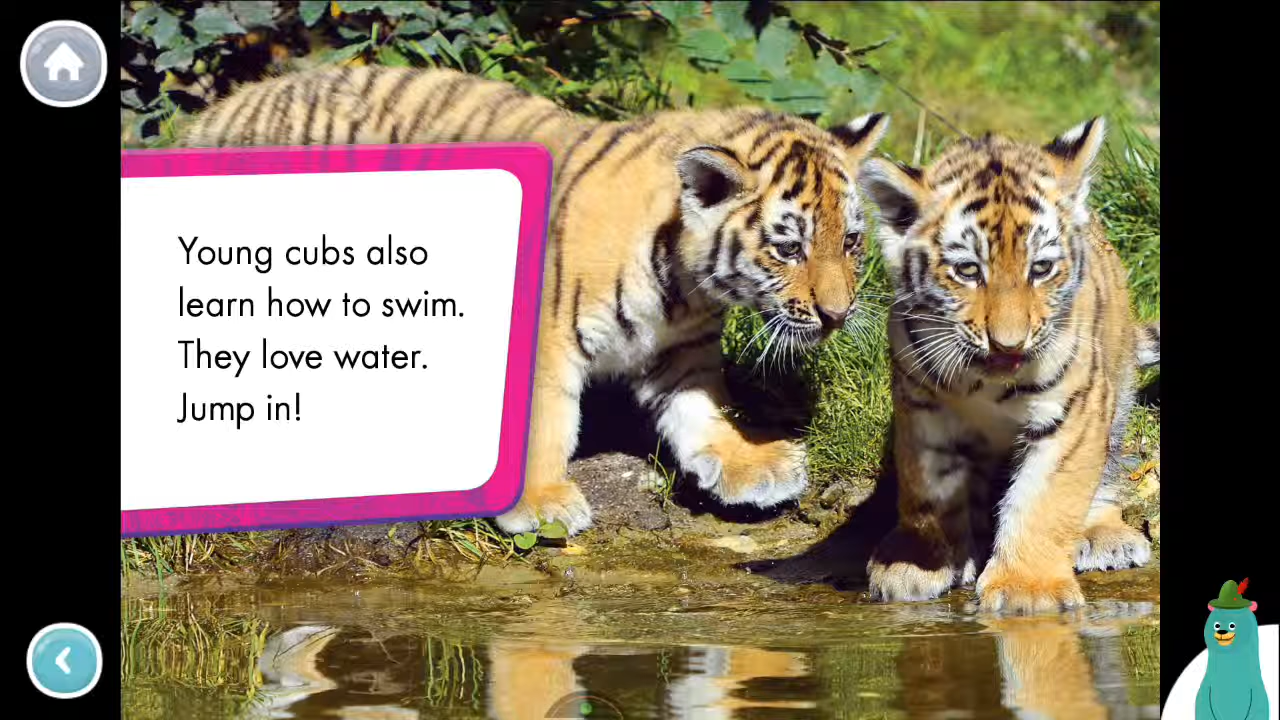 Young cubs also
learn how to swim.
They love water.
Jump in!